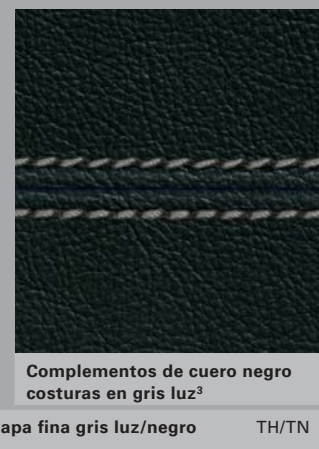 Complementos de cuero negro
costuras en gris luz³
apa fina gris luz/negro TH/TN